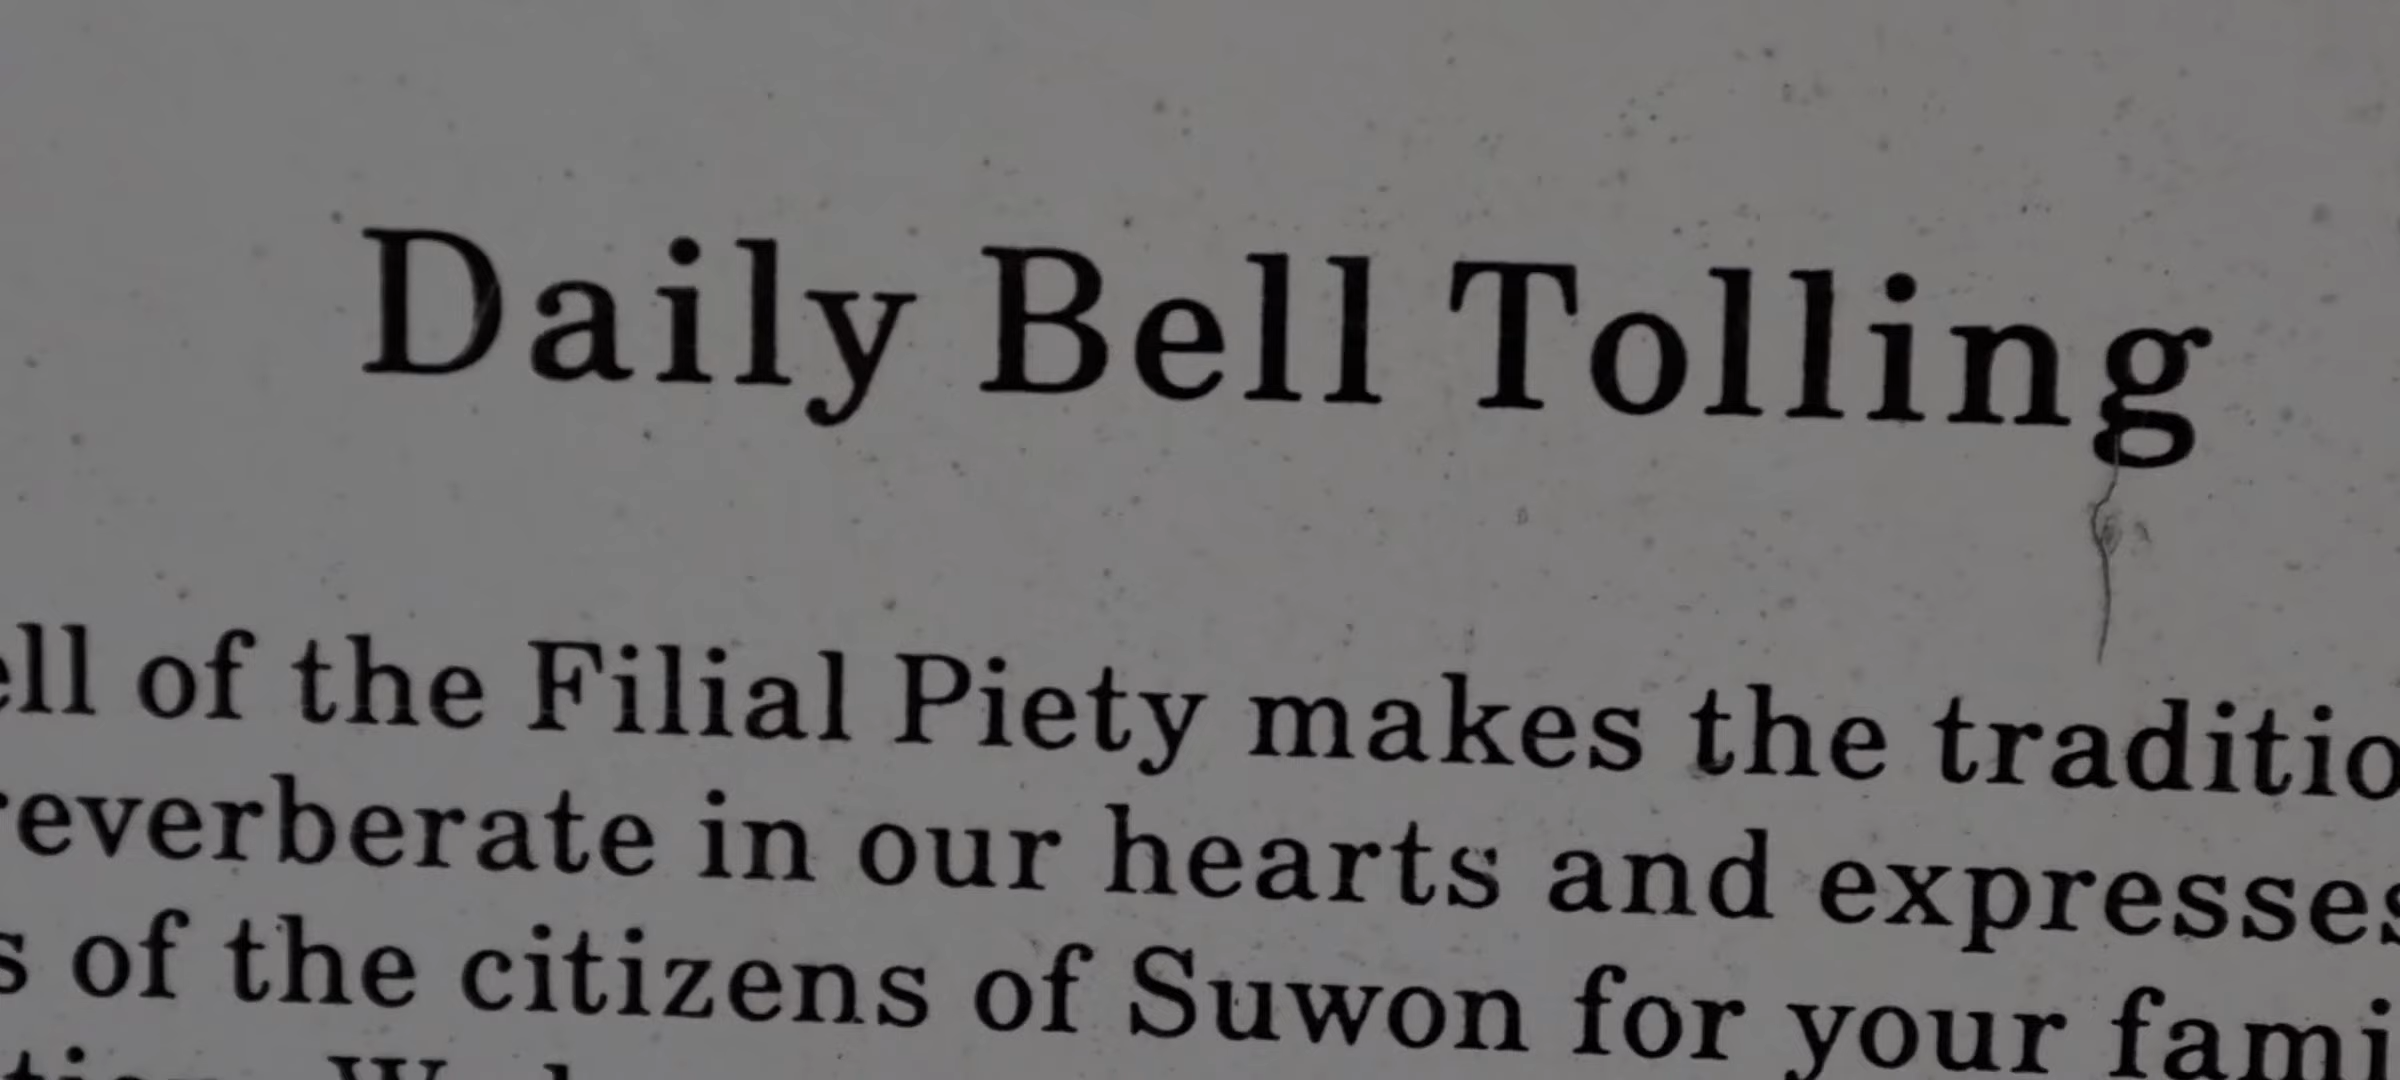 Daily Bell Tolling
ell of the Filial Piety makes the traditio
reverberate in our hearts and expresses
s of the citizens of Suwon for your fami